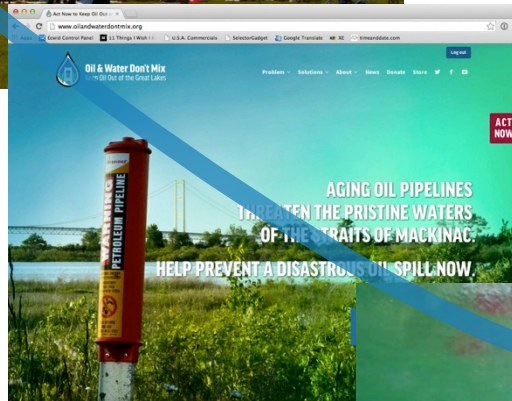 Act Now to Keep Oil Out
www.oilandwaterdontmix.org
Econd Control Panel
11 Things I Wish I
U.S.A. Commercials
SelectorGadget
Google Translate
timeanddate.com
Log out
Oil & Water Don't Mix
Keep Oil Out of the Great Lakes
Problem
Solutions
About
News
Donate
Store
ACT
NOW
WARNING
PETROLEUM PIPELINE
AGING OIL PIPELINES
THREATEN THE PRISTINE WATERS
OF THE STRAITS OF MACKINAC.
HELP PREVENT A DISASTROUS OIL SPILL NOW.